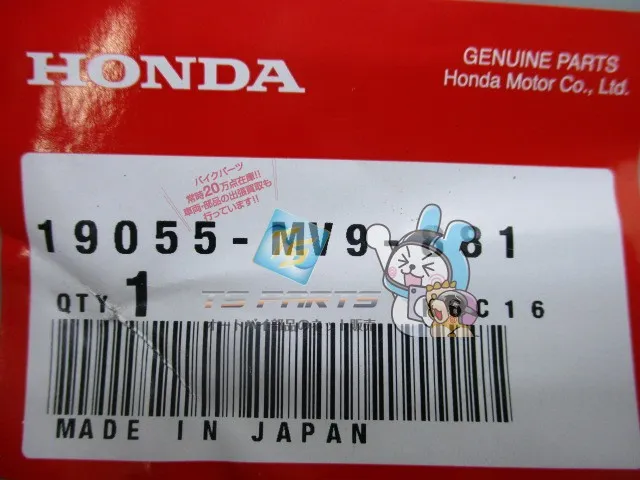 HONDA
GENUINE PARTS
Honda Motor Co., Ltd.
バイクパーツ
常時20万点在庫!!
車両・部品の出張買取も
行っています!!
19055-MV9-
81
QTY 1
TS PARTS
6C16
MADE IN JAPAN